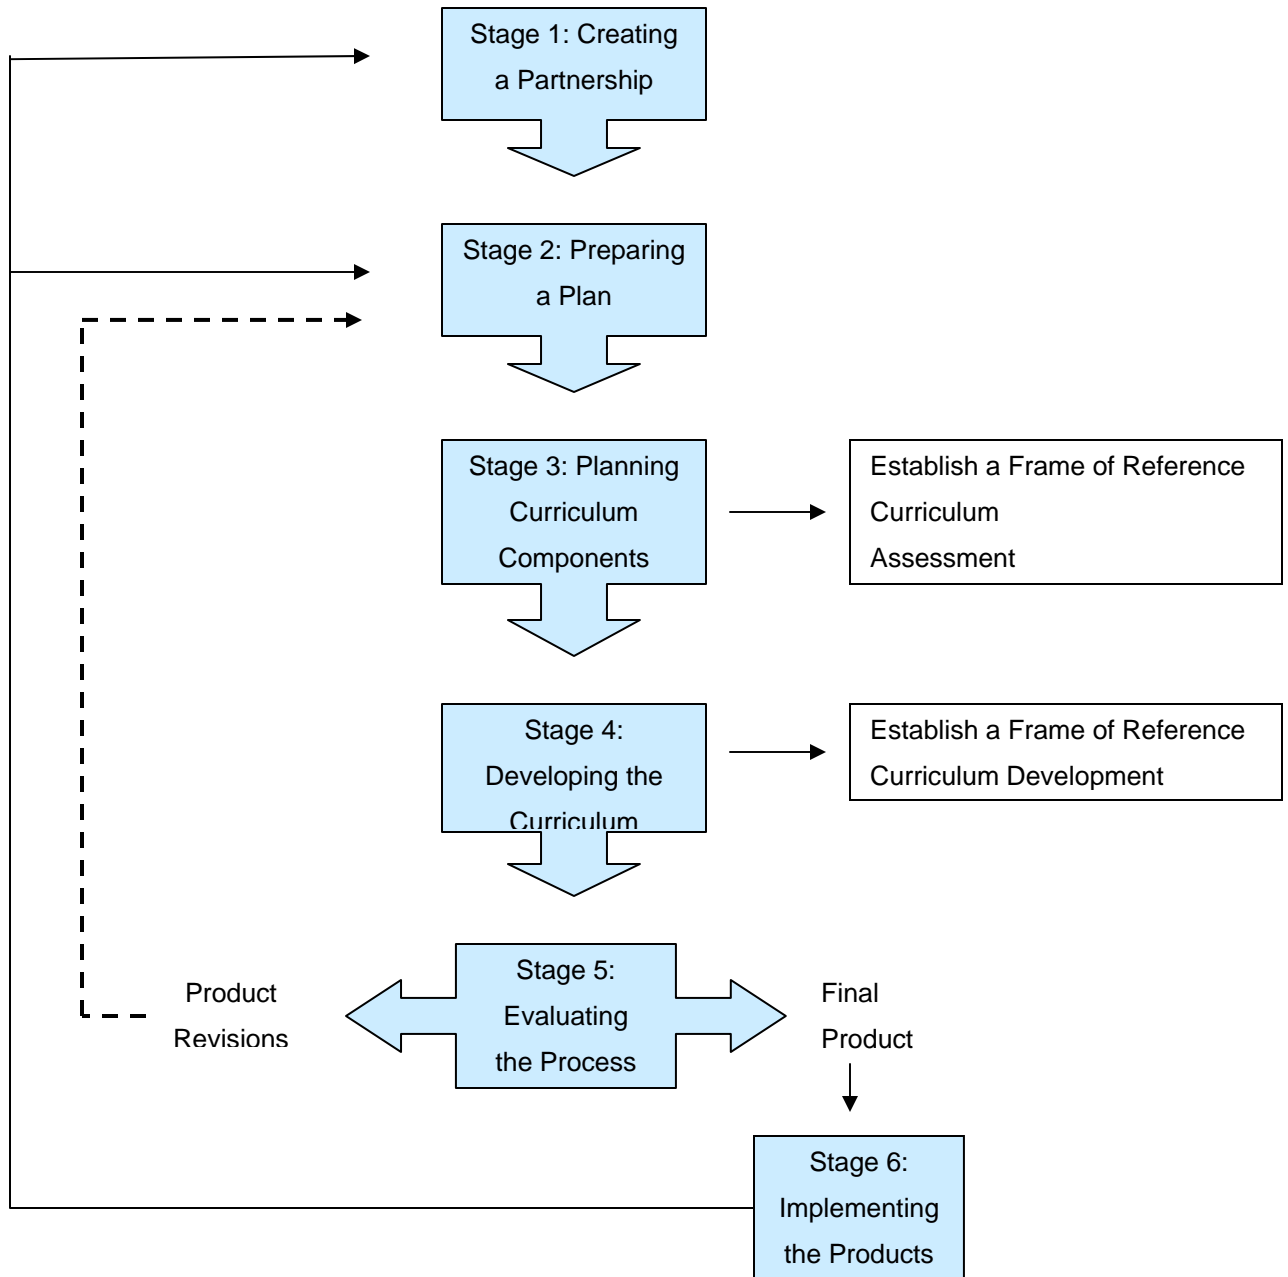 Stage 1: Creating
a Partnership
Stage 2: Preparing
a Plan
Stage 3: Planning
Curriculum
Components
Establish a Frame of Reference
Curriculum
Assessment
Stage 4:
Developing the
Curriculum
Establish a Frame of Reference
Curriculum Development
Stage 5:
Evaluating
the Process
Product
Revisions
Final
Product
Stage 6:
Implementing
the Products